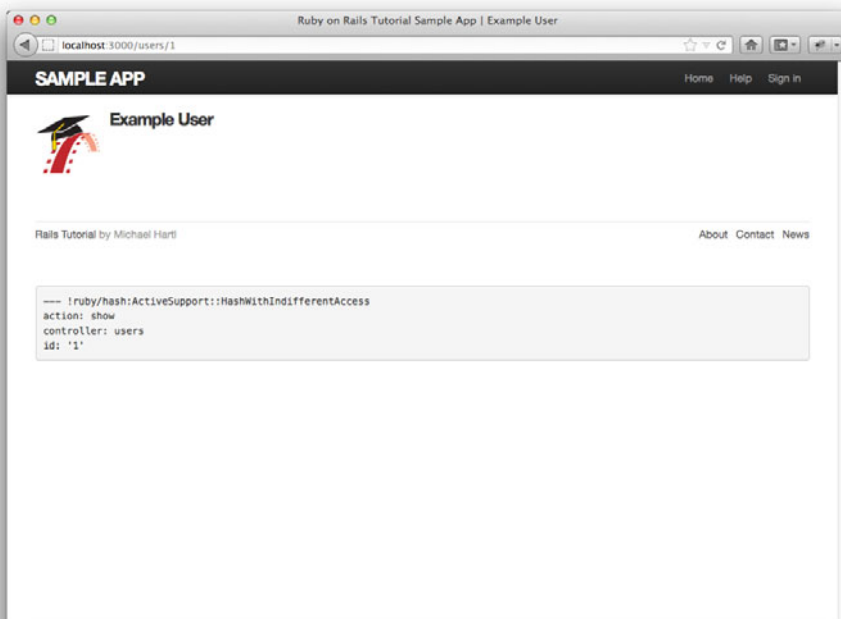 Ruby on Rails Tutorial Sample App | Example User
localhost:3000/users/1
SAMPLE APP
Home Help Sign in
Example User
Rails Tutorial by Michael Hartl
About Contact News
--- !ruby/hash:ActiveSupport::HashWithIndifferentAccess
action: show
controller: users
id: '1'